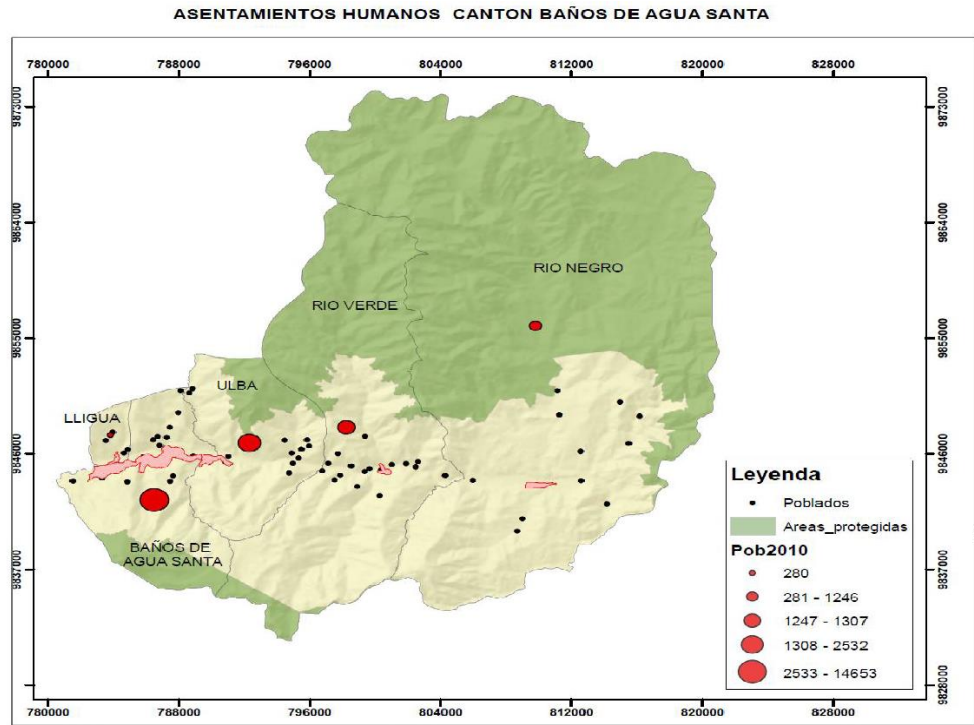 ASENTAMIENTOS HUMANOS CANTON BAÑOS DE AGUA SANTA
780000 788000 796000 804000 812000 820000 828000
9873000 9873000
9864000 9864000
RIO NEGRO
RIO VERDE
9855000 9855000
ULBA
LLIGUA
9846000 9846000
BAÑOS DE
AGUA SANTA
9837000 9837000
9828000 9828000
Leyenda
Poblados
Areas_protegidas
Pob2010
280
281 - 1246
1247 - 1307
1308 - 2532
2533 - 14653
780000 788000 796000 804000 812000 820000 828000